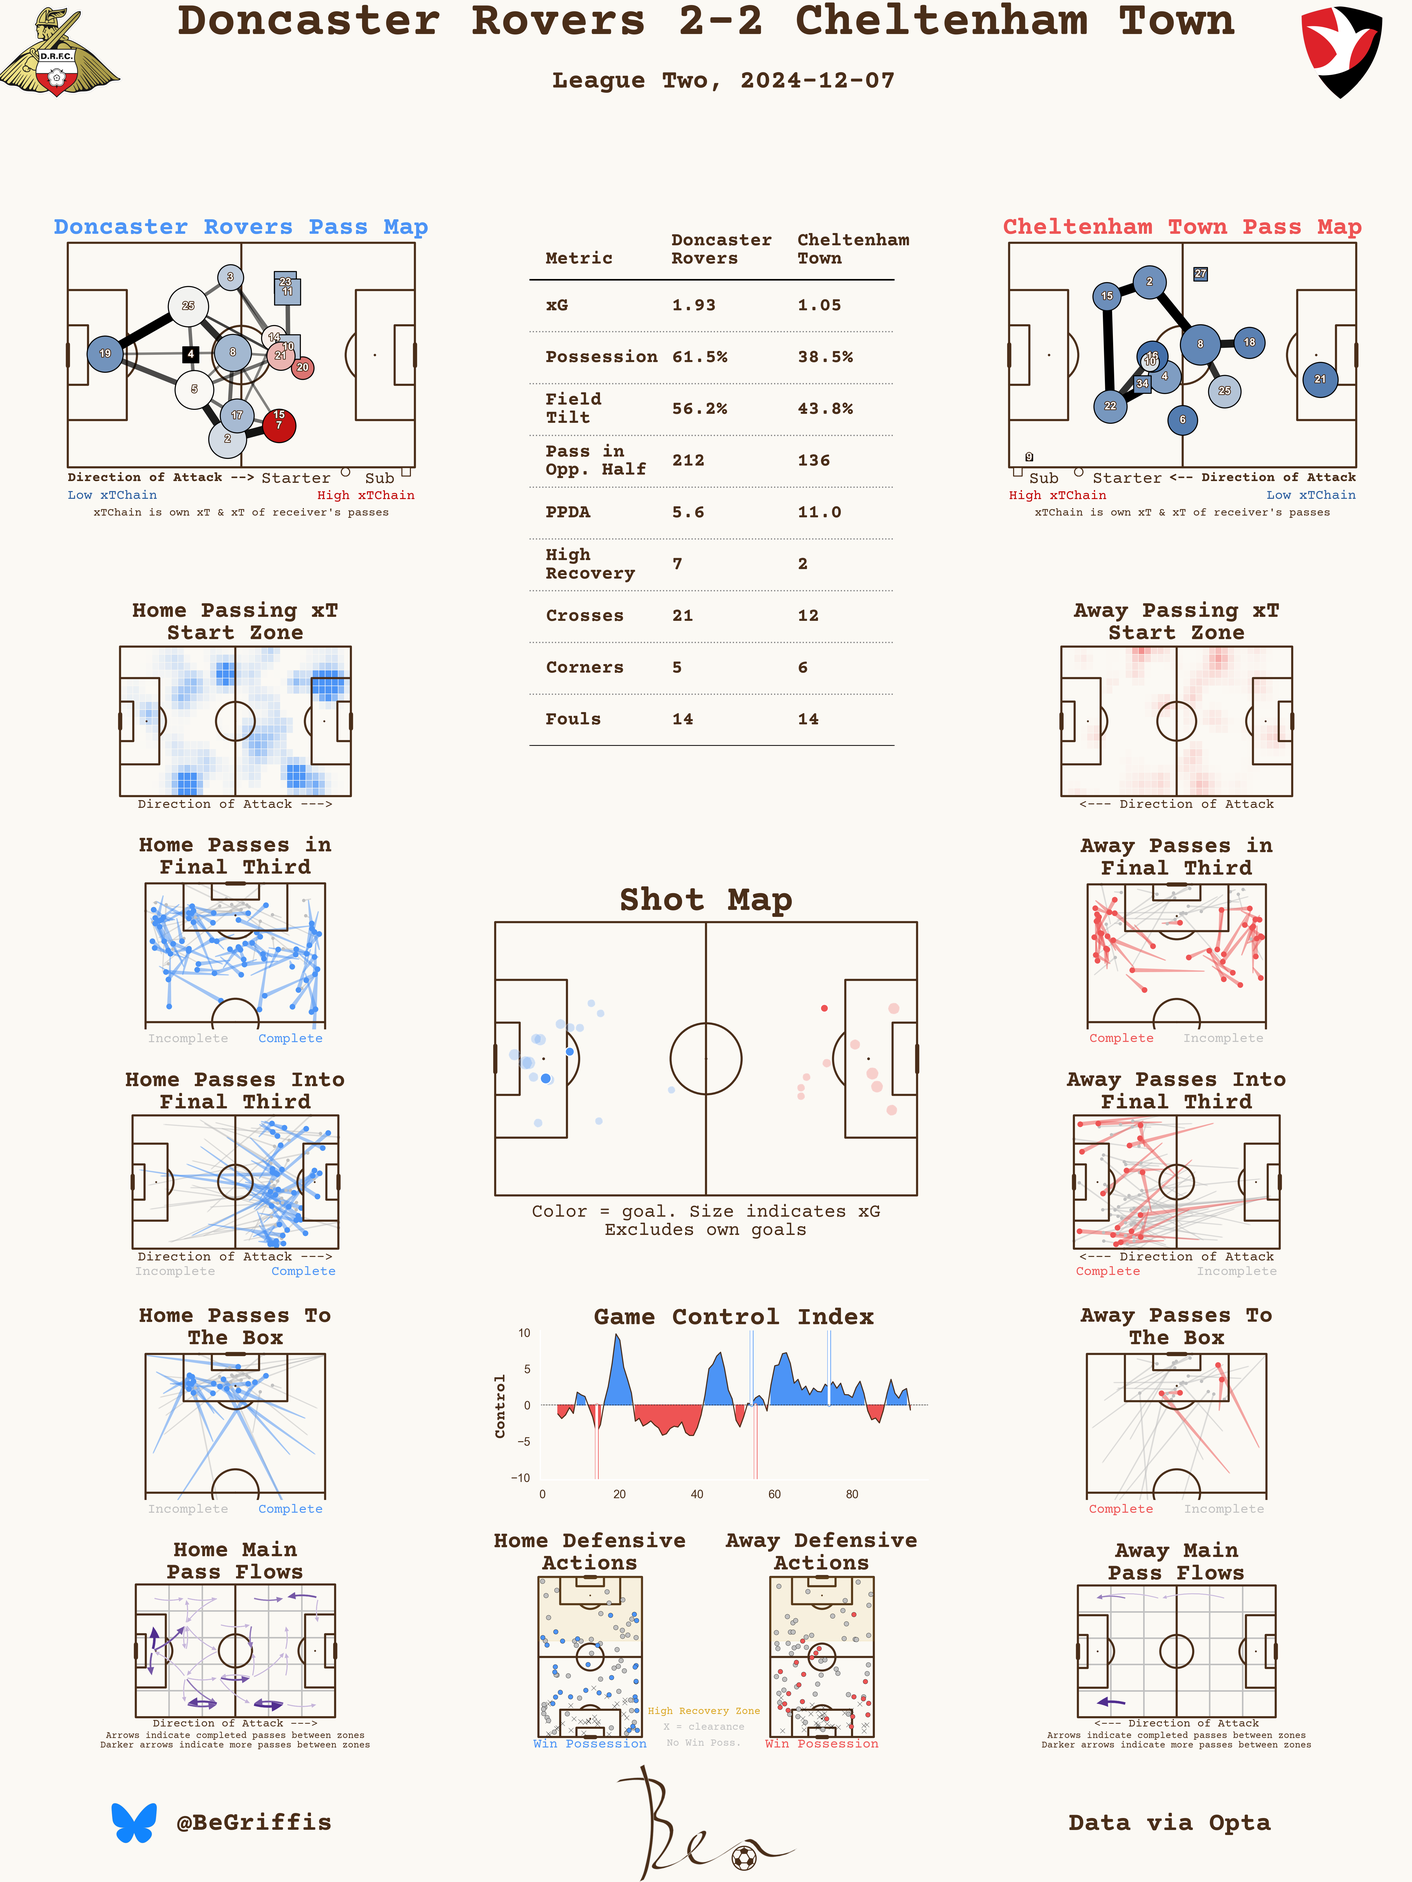 Doncaster Rovers 2-2 Cheltenham Town
League Two, 2024-12-07
D.R.F.C.
Doncaster Rovers Pass Map
3
23
11
25
14
10
19
4
8
21
20
5
17
15
7
2
Direction of Attack --> Starter Sub
Low xTChain High xTChain
xTChain is own xT & xT of receiver's passes
Metric Doncaster Rovers Cheltenham Town
xG 1.93 1.05
Possession 61.5% 38.5%
Field Tilt 56.2% 43.8%
Pass in Opp. Half 212 136
PPDA 5.6 11.0
High Recovery 7 2
Crosses 21 12
Corners 5 6
Fouls 14 14
Cheltenham Town Pass Map
27
2
15
8
18
16
10
4
34
21
25
22
6
9
Sub Starter <-- Direction of Attack
High xTChain Low xTChain
xTChain is own xT & xT of receiver's passes
Home Passing xT
Start Zone
Direction of Attack --->
Away Passing xT
Start Zone
<--- Direction of Attack
Home Passes in
Final Third
Incomplete Complete
Shot Map
Color = goal. Size indicates xG
Excludes own goals
Away Passes in
Final Third
Complete Incomplete
Home Passes Into
Final Third
Direction of Attack --->
Incomplete Complete
Away Passes Into
Final Third
<--- Direction of Attack
Complete Incomplete
Home Passes To
The Box
Incomplete Complete
Game Control Index
Control
10
5
0
−5
−10
0 20 40 60 80
Away Passes To
The Box
Complete Incomplete
Home Main
Pass Flows
Direction of Attack --->
Arrows indicate completed passes between zones
Darker arrows indicate more passes between zones
Home Defensive
Actions
Win Possession
High Recovery Zone
X = clearance
No Win Poss.
Away Defensive
Actions
Win Possession
Away Main
Pass Flows
<--- Direction of Attack
Arrows indicate completed passes between zones
Darker arrows indicate more passes between zones
@BeGriffis
Ben
Data via Opta